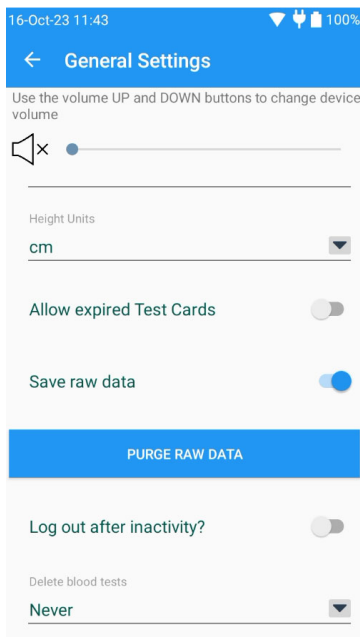 16-Oct-23 11:43
100%
General Settings
Use the volume UP and DOWN buttons to change device
volume
Height Units
cm
Allow expired Test Cards
Save raw data
PURGE RAW DATA
Log out after inactivity?
Delete blood tests
Never